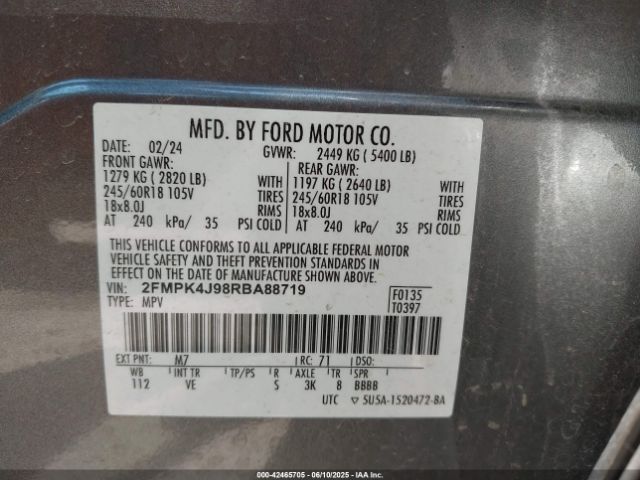 MFD. BY FORD MOTOR CO.
DATE: 02/24 GVWR: 2449 KG ( 5400 LB)
FRONT GAWR: REAR GAWR:
1279 KG ( 2820 LB) WITH 1197 KG ( 2640 LB) WITH
245/60R18 105V TIRES 245/60R18 105V TIRES
18x8.0J RIMS 18x8.0J RIMS
AT 240 kPa/ 35 PSI COLD AT 240 kPa/ 35 PSI COLD
THIS VEHICLE CONFORMS TO ALL APPLICABLE FEDERAL MOTOR
VEHICLE SAFETY AND THEFT PREVENTION STANDARDS IN
EFFECT ON THE DATE OF MANUFACTURE SHOWN ABOVE.
VIN: 2FMPK4J98RBA88719 F0135
TYPE: MPV T0397
EXT PNT: M7 RC: 71 DSO:
WB INT TR TP/PS R AXLE TR SPR
112 VE S 3K 8 BBBB
UTC 5U5A-1520472-BA
00-42465705 - 06/10/2025 - IAA Inc.